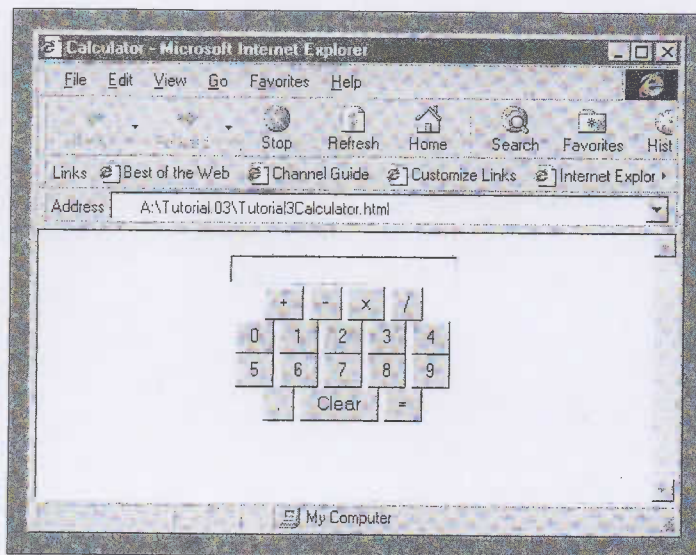 Calculator - Microsoft Internet Explorer
File Edit View Go Favorites Help
Stop Refresh Home Search Favorites Hist
Links Best of the Web Channel Guide Customize Links Internet Explor
Address A:\Tutorial.03\Tutorial3Calculator.html
+ - x /
0 1 2 3 4
5 6 7 8 9
. Clear =
My Computer